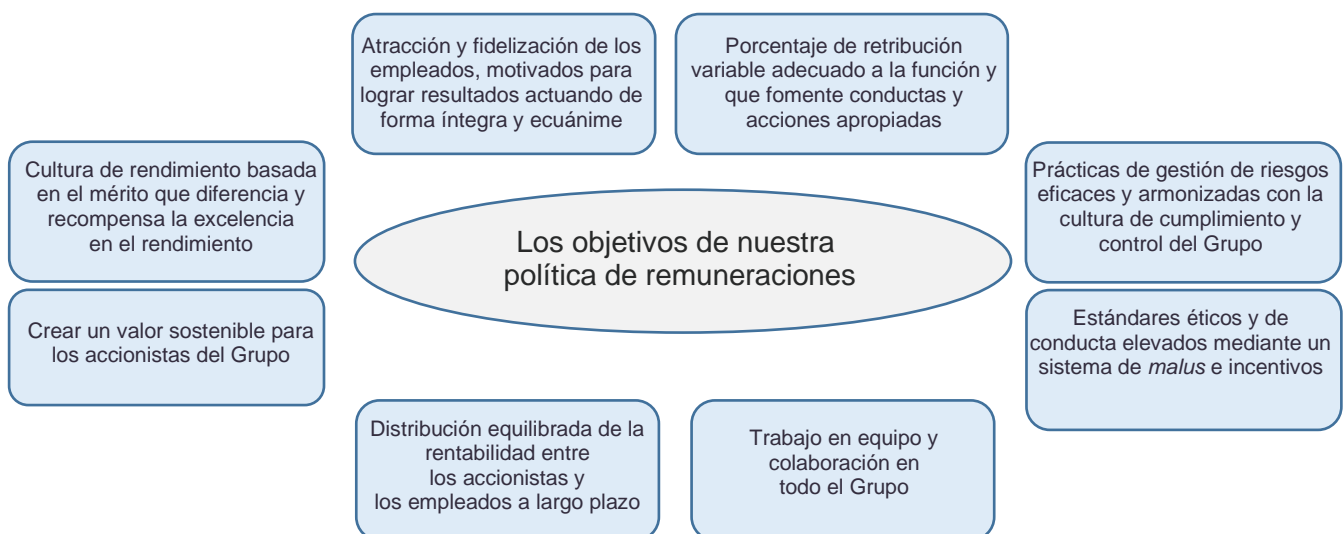 Atracción y fidelización de los
empleados, motivados para
lograr resultados actuando de
forma íntegra y ecuánime
Porcentaje de retribución
variable adecuado a la función y
que fomente conductas y
acciones apropiadas
Cultura de rendimiento basada
en el mérito que diferencia y
recompensa la excelencia
en el rendimiento
Prácticas de gestión de riesgos
eficaces y armonizadas con la
cultura de cumplimiento y
control del Grupo
Los objetivos de nuestra
política de remuneraciones
Crear un valor sostenible para
los accionistas del Grupo
Estándares éticos y de
conducta elevados mediante un
sistema de malus e incentivos
Distribución equilibrada de la
rentabilidad entre
los accionistas y
los empleados a largo plazo
Trabajo en equipo y
colaboración en
todo el Grupo